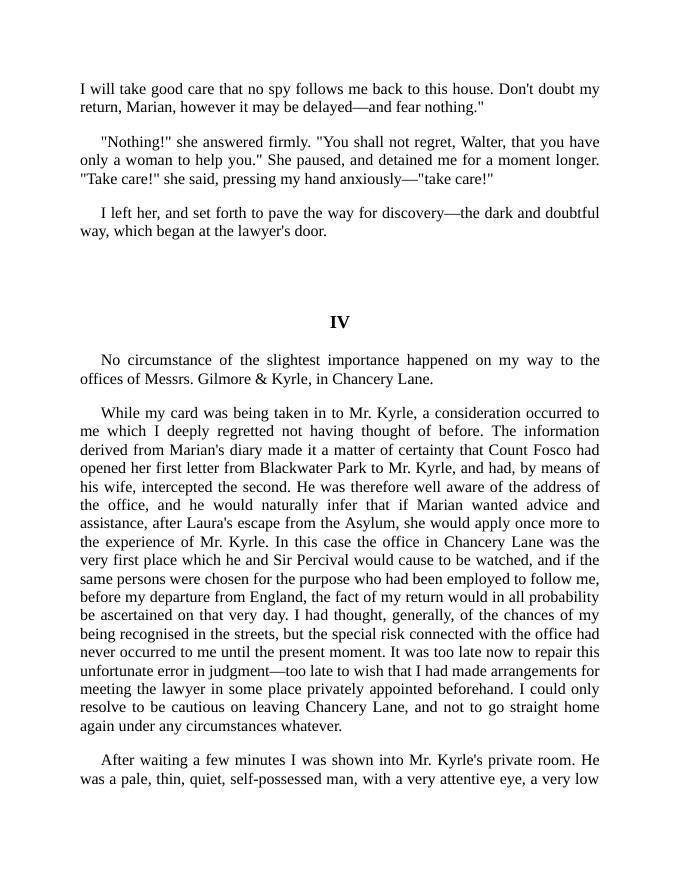 I will take good care that no spy follows me back to this house. Don't doubt my
return, Marian, however it may be delayed—and fear nothing."
"Nothing!" she answered firmly. "You shall not regret, Walter, that you have
only a woman to help you." She paused, and detained me for a moment longer.
"Take care!" she said, pressing my hand anxiously—"take care!"
I left her, and set forth to pave the way for discovery—the dark and doubtful
way, which began at the lawyer's door.
IV
No circumstance of the slightest importance happened on my way to the
offices of Messrs. Gilmore & Kyrle, in Chancery Lane.
While my card was being taken in to Mr. Kyrle, a consideration occurred to
me which I deeply regretted not having thought of before. The information
derived from Marian's diary made it a matter of certainty that Count Fosco had
opened her first letter from Blackwater Park to Mr. Kyrle, and had, by means of
his wife, intercepted the second. He was therefore well aware of the address of
the office, and he would naturally infer that if Marian wanted advice and
assistance, after Laura's escape from the Asylum, she would apply once more to
the experience of Mr. Kyrle. In this case the office in Chancery Lane was the
very first place which he and Sir Percival would cause to be watched, and if the
same persons were chosen for the purpose who had been employed to follow me,
before my departure from England, the fact of my return would in all probability
be ascertained on that very day. I had thought, generally, of the chances of my
being recognised in the streets, but the special risk connected with the office had
never occurred to me until the present moment. It was too late now to repair this
unfortunate error in judgment—too late to wish that I had made arrangements for
meeting the lawyer in some place privately appointed beforehand. I could only
resolve to be cautious on leaving Chancery Lane, and not to go straight home
again under any circumstances whatever.
After waiting a few minutes I was shown into Mr. Kyrle's private room. He
was a pale, thin, quiet, self-possessed man, with a very attentive eye, a very low